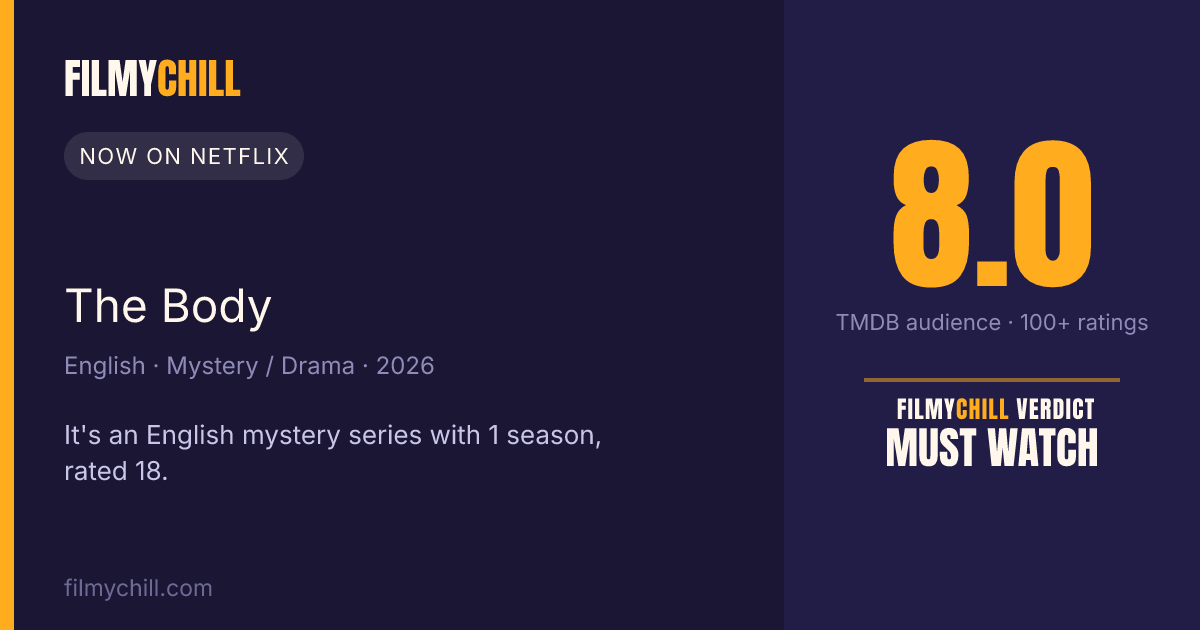 FILMYCHILL
NOW ON NETFLIX
The Body
English · Mystery / Drama · 2026
It's an English mystery series with 1 season,
rated 18.
filmychill.com
8.0
TMDB audience · 100+ ratings
FILMYCHILL VERDICT
MUST WATCH